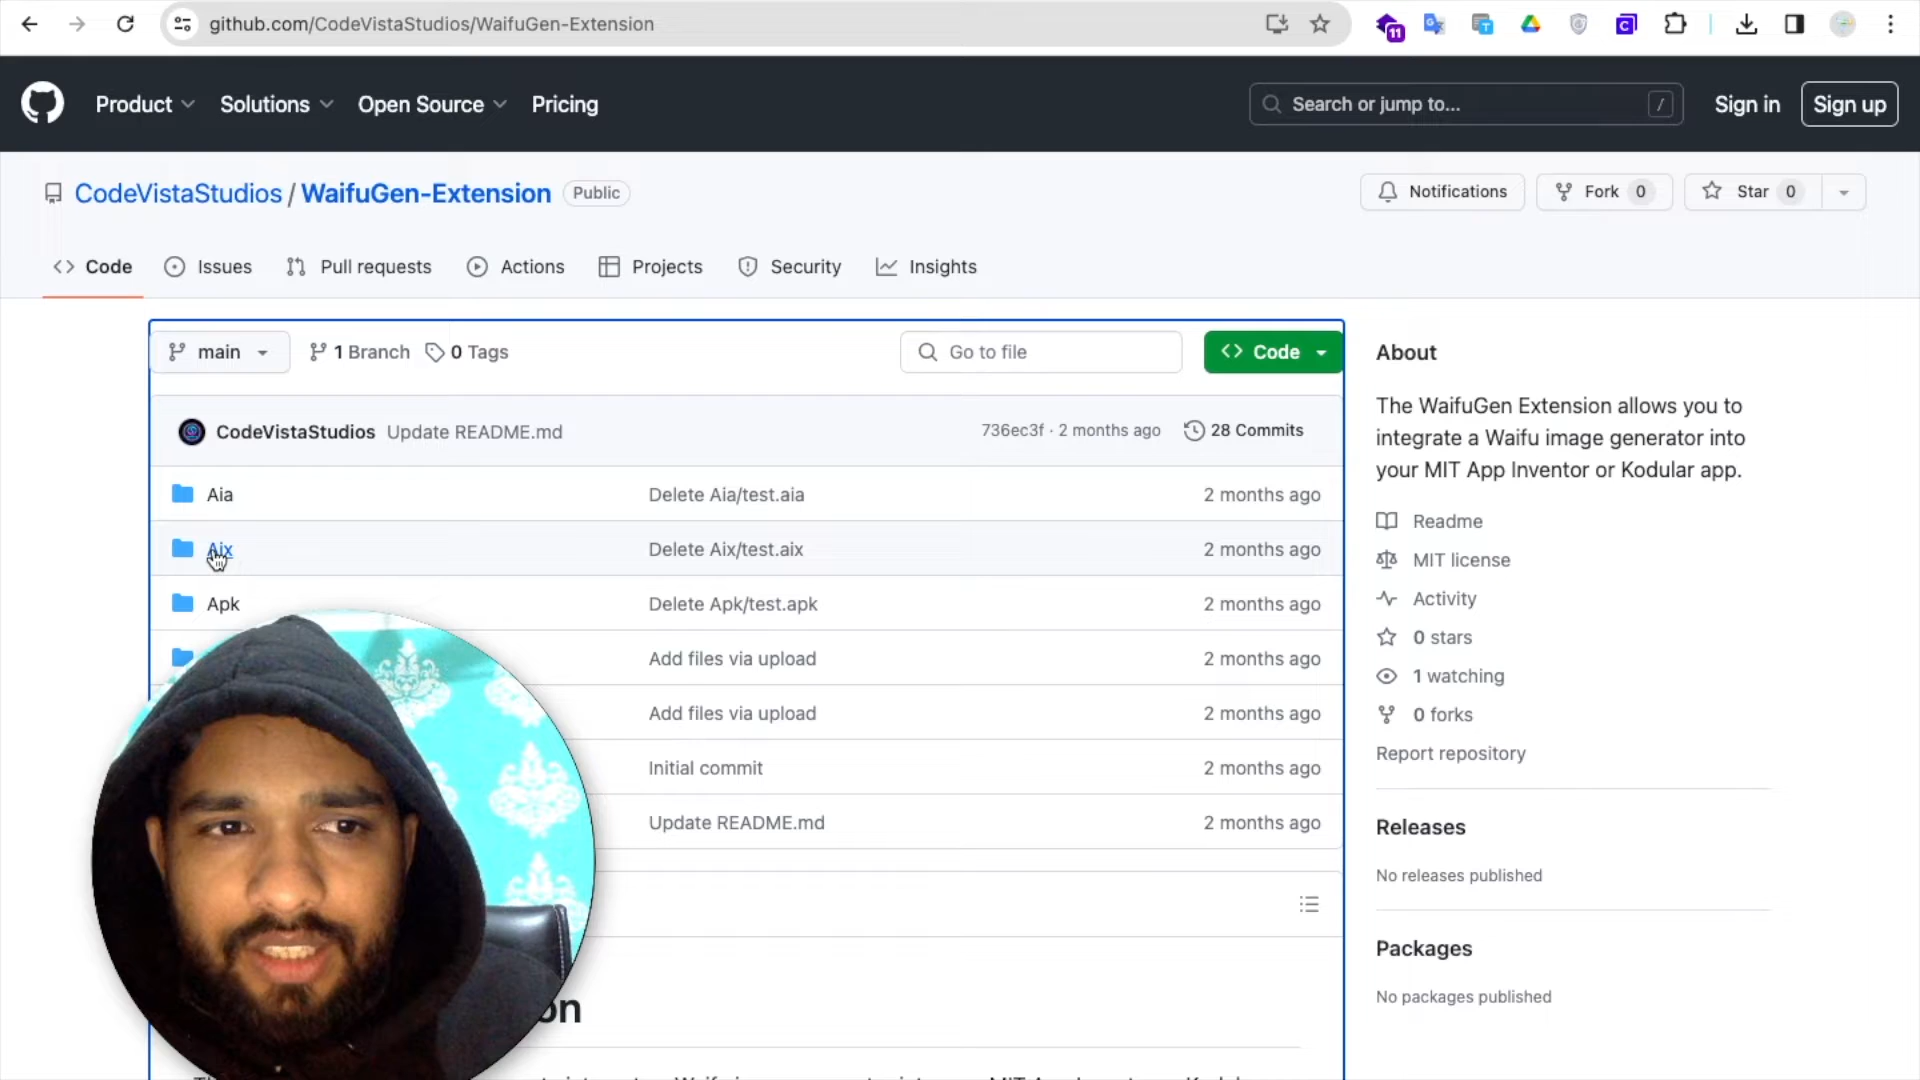 github.com/CodeVistaStudios/WaifuGen-Extension
11
Product Solutions Open Source Pricing
Search or jump to... /
Sign in Sign up
CodeVistaStudios / WaifuGen-Extension Public
Notifications Fork 0 Star 0
Code Issues Pull requests Actions Projects Security Insights
main 1 Branch 0 Tags Go to file Code
CodeVistaStudios Update README.md 736ec3f · 2 months ago 28 Commits
Aia Delete Aia/test.aia 2 months ago
Aix Delete Aix/test.aix 2 months ago
Apk Delete Apk/test.apk 2 months ago
Add files via upload 2 months ago
Add files via upload 2 months ago
Initial commit 2 months ago
Update README.md 2 months ago
on
About
The WaifuGen Extension allows you to
integrate a Waifu image generator into
your MIT App Inventor or Kodular app.
Readme
MIT license
Activity
0 stars
1 watching
0 forks
Report repository
Releases
No releases published
Packages
No packages published